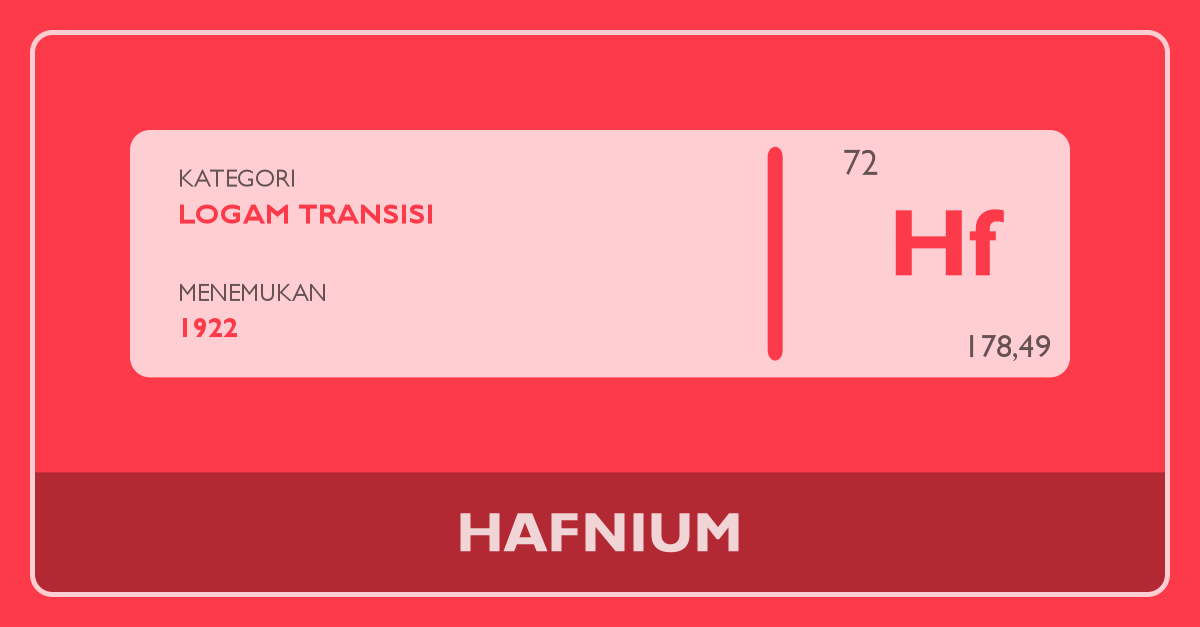 KATEGORI
LOGAM TRANSISI
MENEMUKAN
1922
72
Hf
178,49
HAFNIUM